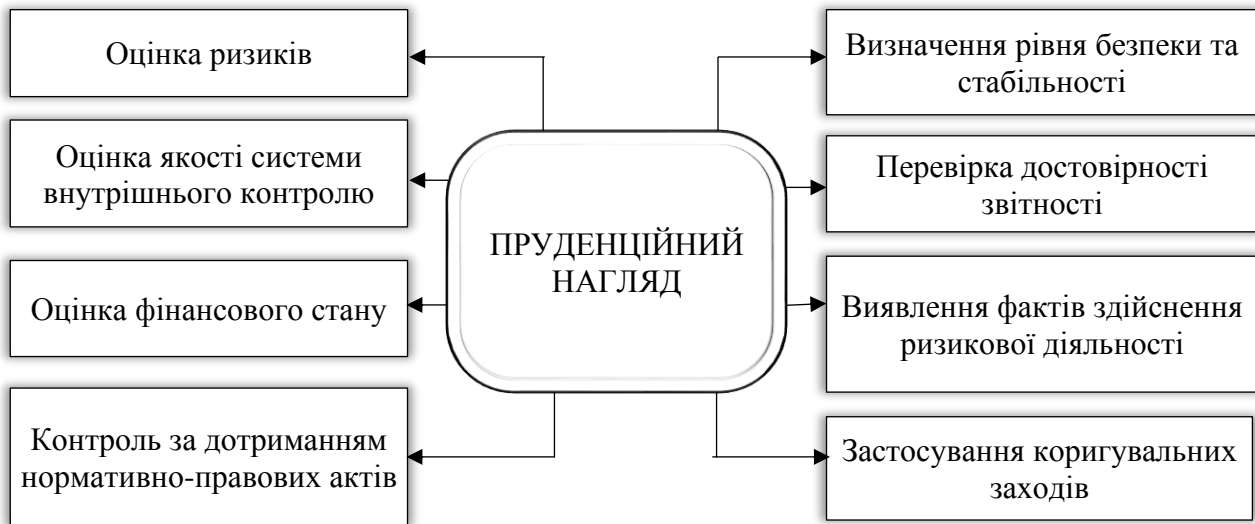 Оцінка ризиків
Оцінка якості системи
внутрішнього контролю
Оцінка фінансового стану
Контроль за дотриманням
нормативно-правових актів
ПРУДЕНЦІЙНИЙ
НАГЛЯД
Визначення рівня безпеки та
стабільності
Перевірка достовірності
звітності
Виявлення фактів здійснення
ризикової діяльності
Застосування коригувальних
заходів